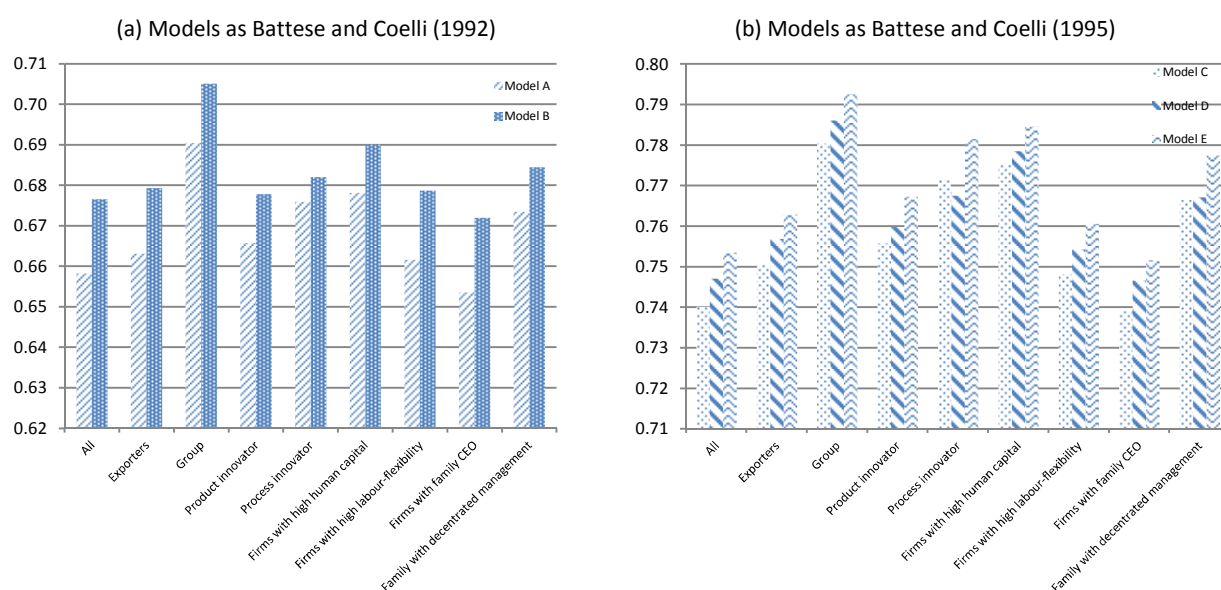 (a) Models as Battese and Coelli (1992)
0.71
0.70
0.69
0.68
0.67
0.66
0.65
0.64
0.63
0.62
Model A
Model B
All
Exporters
Group
Product innovator
Process innovator
Firms with high human capital
Firms with high labour-flexibility
Firms with family CEO
Family with decentrated management
(b) Models as Battese and Coelli (1995)
0.80
0.79
0.78
0.77
0.76
0.75
0.74
0.73
0.72
0.71
Model C
Model D
Model E
All
Exporters
Group
Product innovator
Process innovator
Firms with high human capital
Firms with high labour-flexibility
Firms with family CEO
Family with decentrated management